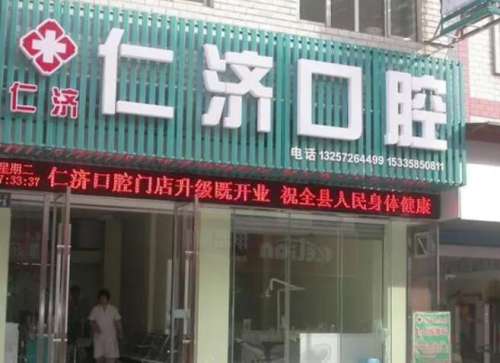 仁济
仁济口腔
电话 13257264499 15335850811
星期二
7:33:37
仁济口腔门店升级既开业 祝全县人民身体健康